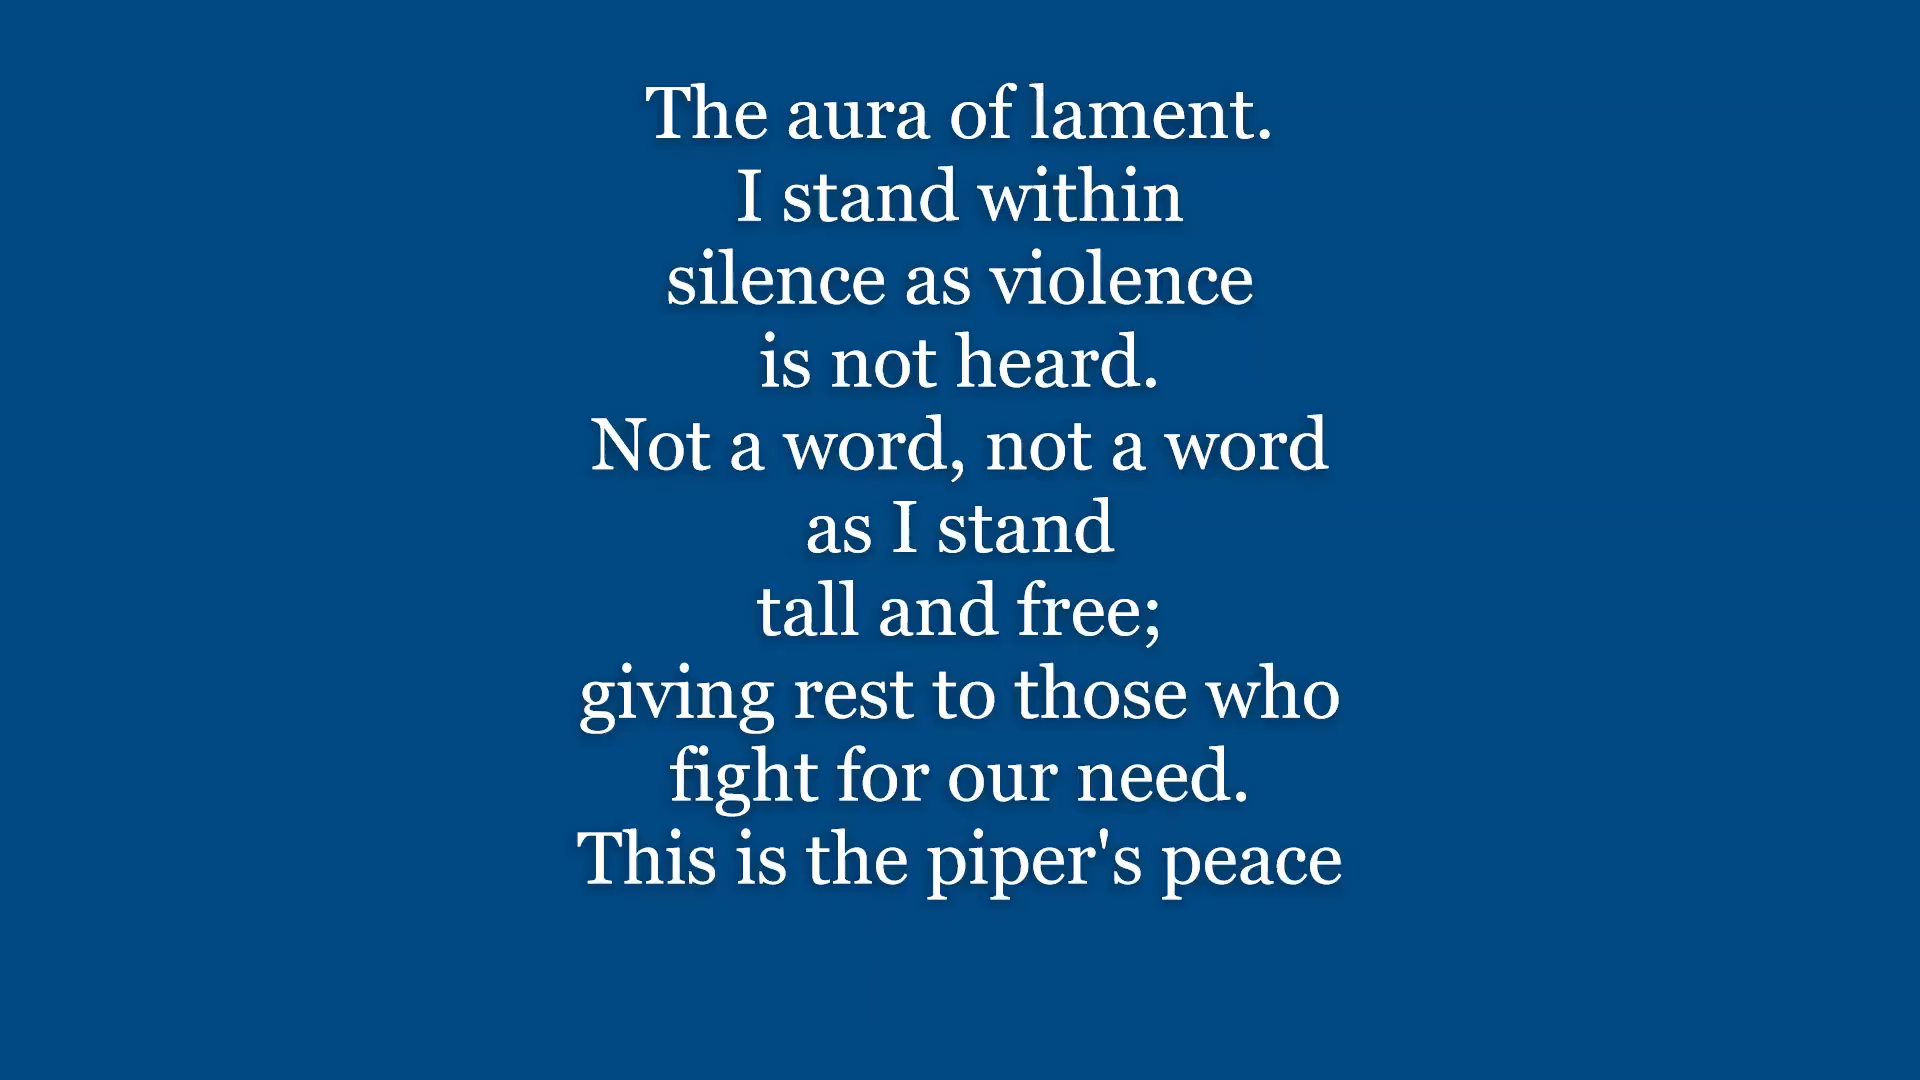 The aura of lament.
I stand within
silence as violence
is not heard.
Not a word, not a word
as I stand
tall and free;
giving rest to those who
fight for our need.
This is the piper's peace